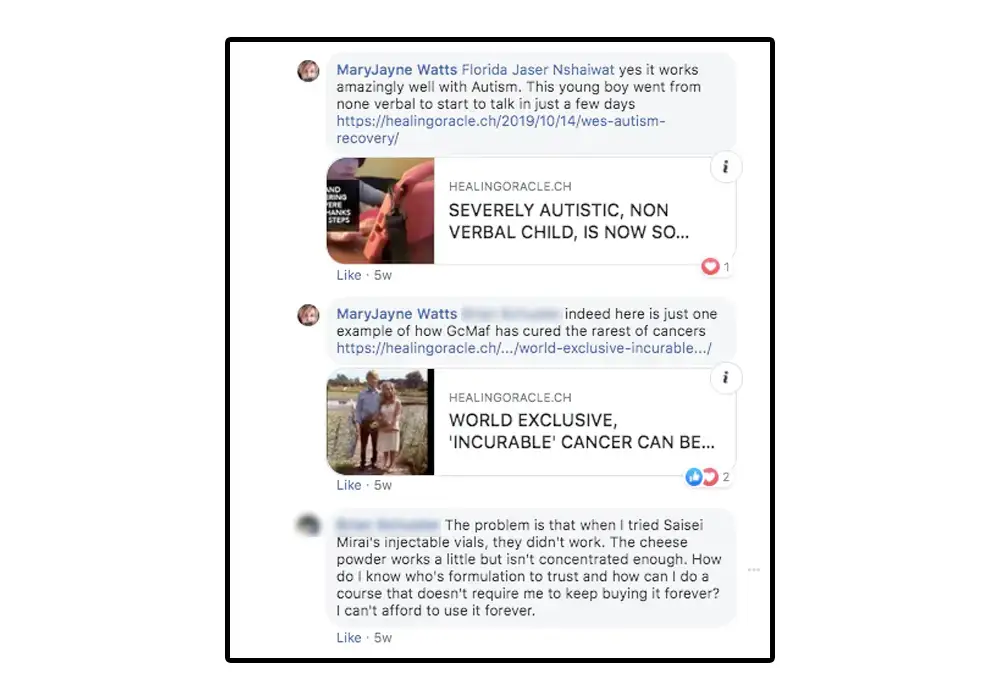 MaryJayne Watts Florida Jaser Nshaiwat yes it works
amazingly well with Autism. This young boy went from
none verbal to start to talk in just a few days
https://healingoracle.ch/2019/10/14/wes-autism-
recovery/
AND
ERING
ERE
HANKS
STEPS
i
HEALINGORACLE.CH
SEVERELY AUTISTIC, NON
VERBAL CHILD, IS NOW SO...
1
Like · 5w
MaryJayne Watts indeed here is just one
example of how GcMaf has cured the rarest of cancers
https://healingoracle.ch/.../world-exclusive-incurable.../
i
HEALINGORACLE.CH
WORLD EXCLUSIVE,
'INCURABLE' CANCER CAN BE...
2
Like · 5w
The problem is that when I tried Saisei
Mirai's injectable vials, they didn't work. The cheese
powder works a little but isn't concentrated enough. How
do I know who's formulation to trust and how can I do a
course that doesn't require me to keep buying it forever?
I can't afford to use it forever.
Like · 5w